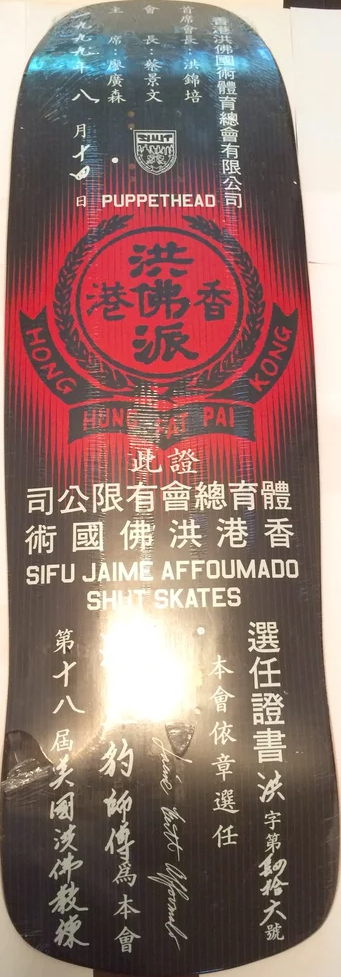 香港洪佛國術體育總會有限公司
首席會長：洪錦培
會長：蔡景文
主席：廖廣森
一九九九年八月十四日
SHUT
PUPPETHEAD
洪
港佛香
派
HONG KONG
HUNG FAT PAI
此證
司公限有會總育體
術國佛洪港香
SIFU JAIME AFFOUMADO
SHUT SKATES
選任證書
洪字第
號
本會依章選任
豹師傅為本會
第十八屆美國洪佛教練